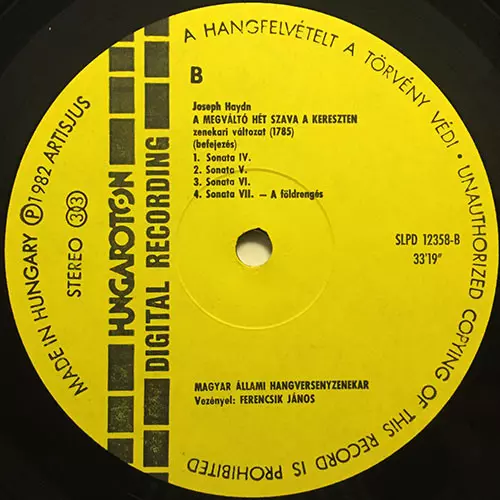 A HANGFELVÉTELT A TÖRVÉNY VÉDI • UNAUTHORIZED COPYING OF THIS RECORD IS PROHIBITED
MADE IN HUNGARY Ⓟ 1982 ARTISJUS
STEREO 33
HUNGAROTON
DIGITAL RECORDING
B
Joseph Haydn
A MEGVÁLTÓ HÉT SZAVA A KERESZTEN
zenekari változat (1785)
(befejezés)
1. Sonata IV.
2. Sonata V.
3. Sonata VI.
4. Sonata VII. — A földrengés
SLPD 12358-B
33'19"
MAGYAR ÁLLAMI HANGVERSENYZENEKAR
Vezényel: FERENCSIK JÁNOS